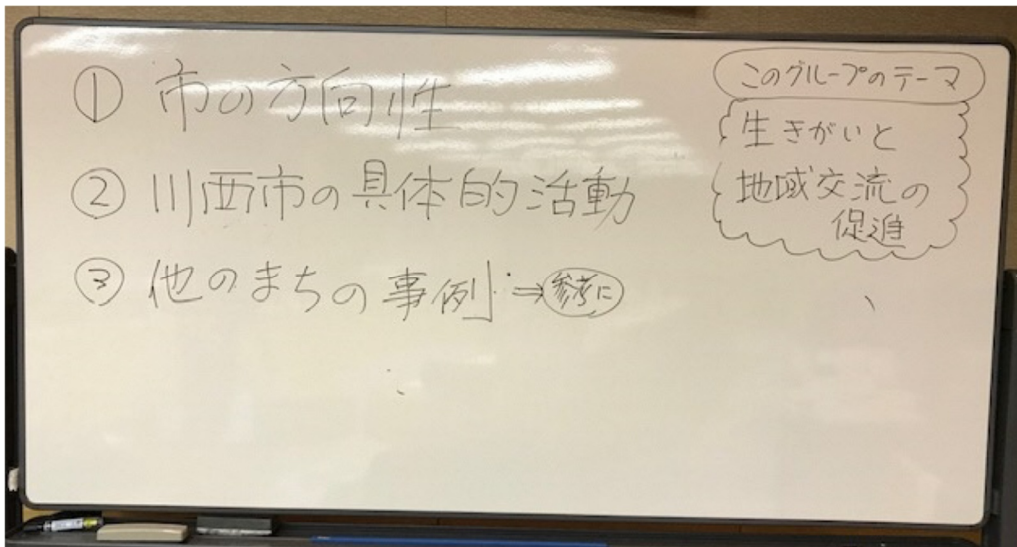 ① 市の方向性
② 川西市の具体的活動
③ 他のまちの事例 ⇒ 参考に
このグループのテーマ
生きがいと
地域交流の
促進